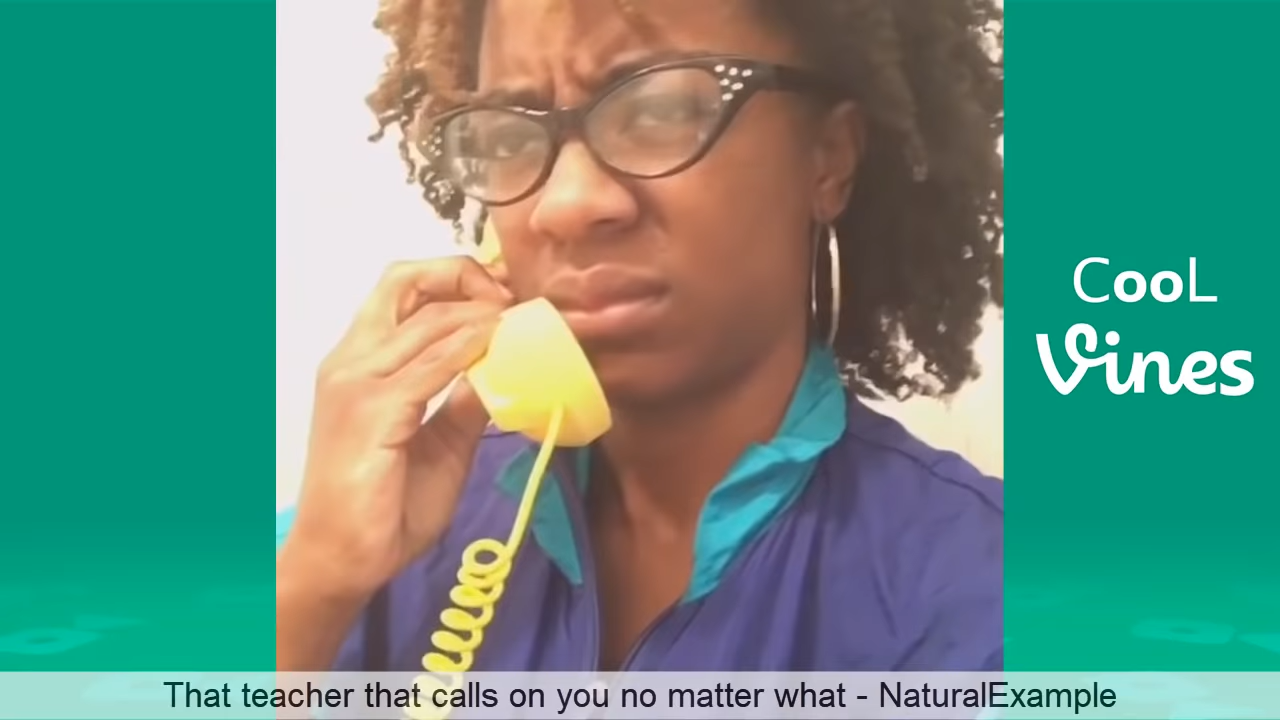 CooL
Vines
That teacher that calls on you no matter what - NaturalExample